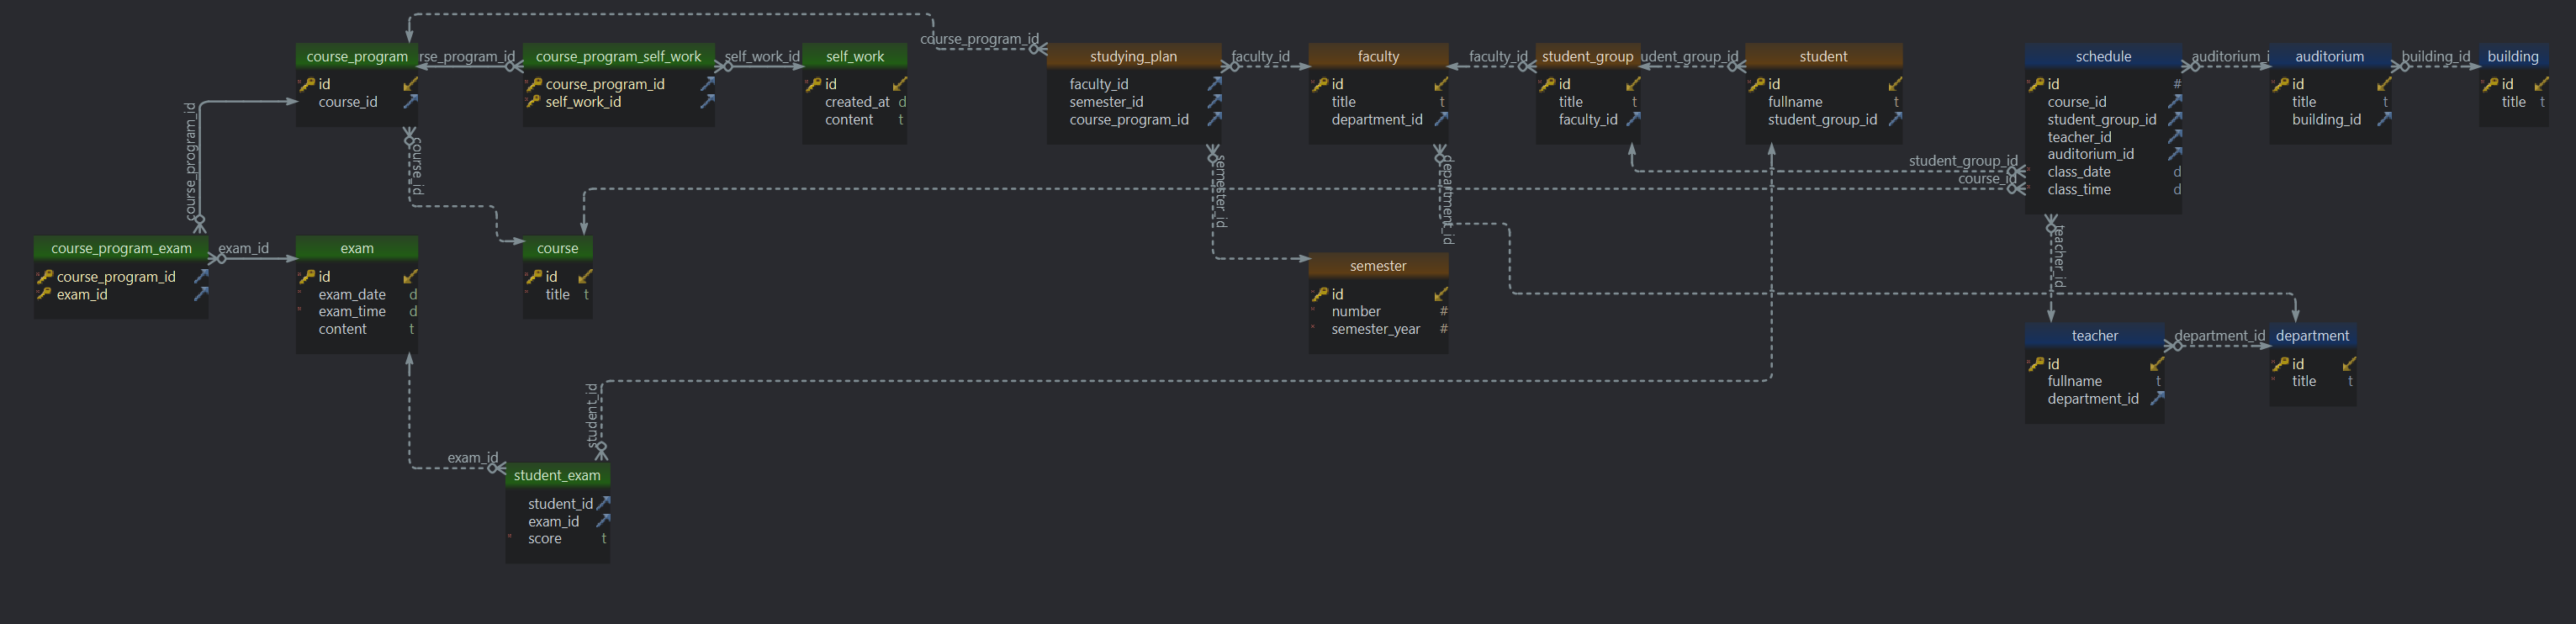 course_program
id
course_id
rse_program_id
course_program_self_work
course_program_id
self_work_id
self_work_id
self_work
id
created_at d
content t
course_program_id
studying_plan
faculty_id
semester_id
course_program_id
faculty_id
faculty
id
title t
department_id
faculty_id
student_group
id
title t
faculty_id
udent_group_id
student
id
fullname t
student_group_id
schedule
id #
course_id
student_group_id
teacher_id
auditorium_id
class_date d
class_time d
auditorium_i
auditorium
id
title t
building_id
building_id
building
id
title t
course_program_id
course_id
semester_id
department_id
student_group_id
course_id
teacher_id
course_program_exam
course_program_id
exam_id
exam_id
exam
id
exam_date d
exam_time d
content t
course
id
title t
semester
id
number #
semester_year #
teacher
id
fullname t
department_id
department_id
department
id
title t
student_id
exam_id
student_exam
student_id
exam_id
score t